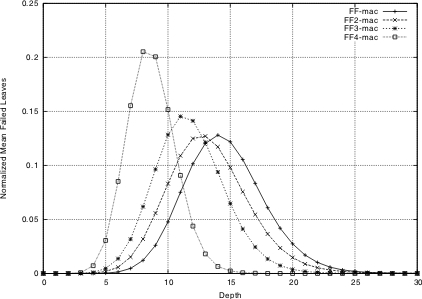 0.25
0.2
0.15
0.1
0.05
0
0 5 10 15 20 25 30
Normalized Mean Failed Leaves
Depth
FF-mac
FF2-mac
FF3-mac
FF4-mac